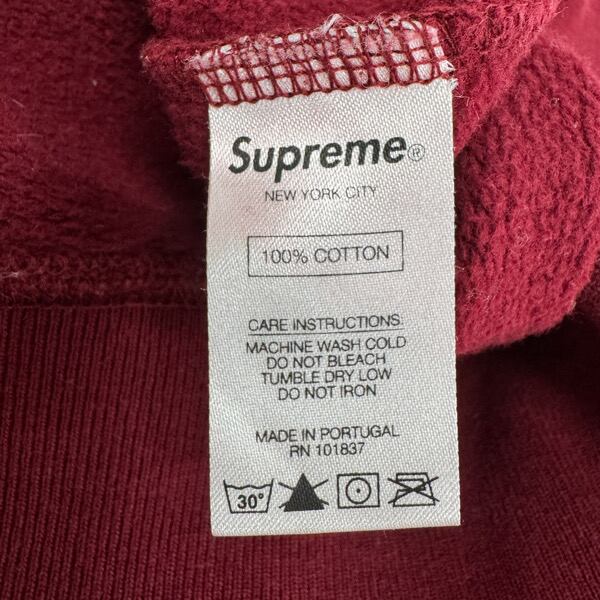 Supreme®
NEW YORK CITY
100% COTTON
CARE INSTRUCTIONS:
MACHINE WASH COLD
DO NOT BLEACH
TUMBLE DRY LOW
DO NOT IRON
MADE IN PORTUGAL
RN 101837
30°